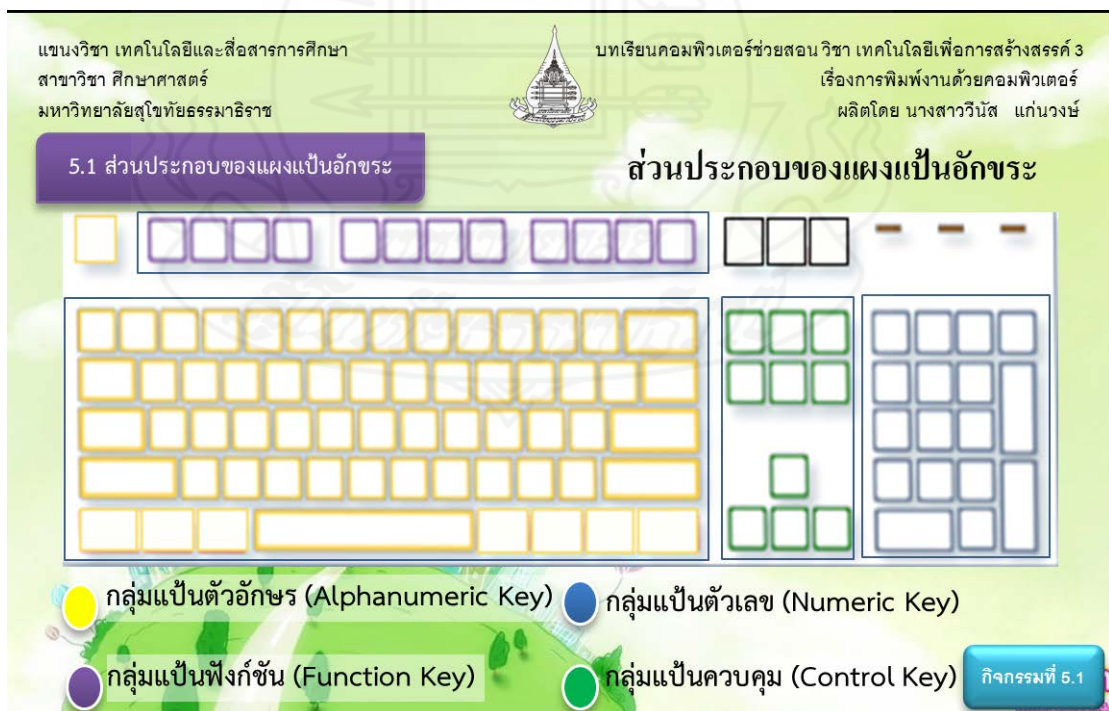 แขนงวิชา เทคโนโลยีและสื่อสารการศึกษา
สาขาวิชา ศึกษาศาสตร์
มหาวิทยาลัยสุโขทัยธรรมาธิราช
บทเรียนคอมพิวเตอร์ช่วยสอน วิชา เทคโนโลยีเพื่อการสร้างสรรค์ 3
เรื่องการพิมพ์งานด้วยคอมพิวเตอร์
ผลิตโดย นางสาววีนัส แก่นวงษ์
5.1 ส่วนประกอบของแผงแป้นอักขระ
ส่วนประกอบของแผงแป้นอักขระ
กลุ่มแป้นตัวอักษร (Alphanumeric Key)
กลุ่มแป้นตัวเลข (Numeric Key)
กลุ่มแป้นฟังก์ชัน (Function Key)
กลุ่มแป้นควบคุม (Control Key)
กิจกรรมที่ 5.1